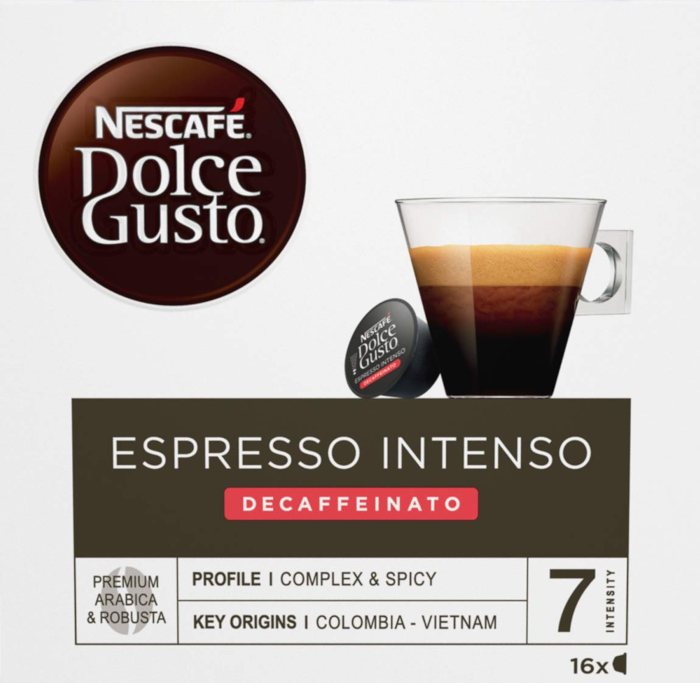 NESCAFÉ.
Dolce
Gusto.
NESCAFÉ
Dolce
Gusto
ESPRESSO INTENSO
DECAFFEINATO
ESPRESSO INTENSO
DECAFFEINATO
PREMIUM
ARABICA
& ROBUSTA
PROFILE I COMPLEX & SPICY
KEY ORIGINS I COLOMBIA - VIETNAM
7
INTENSITY
16x